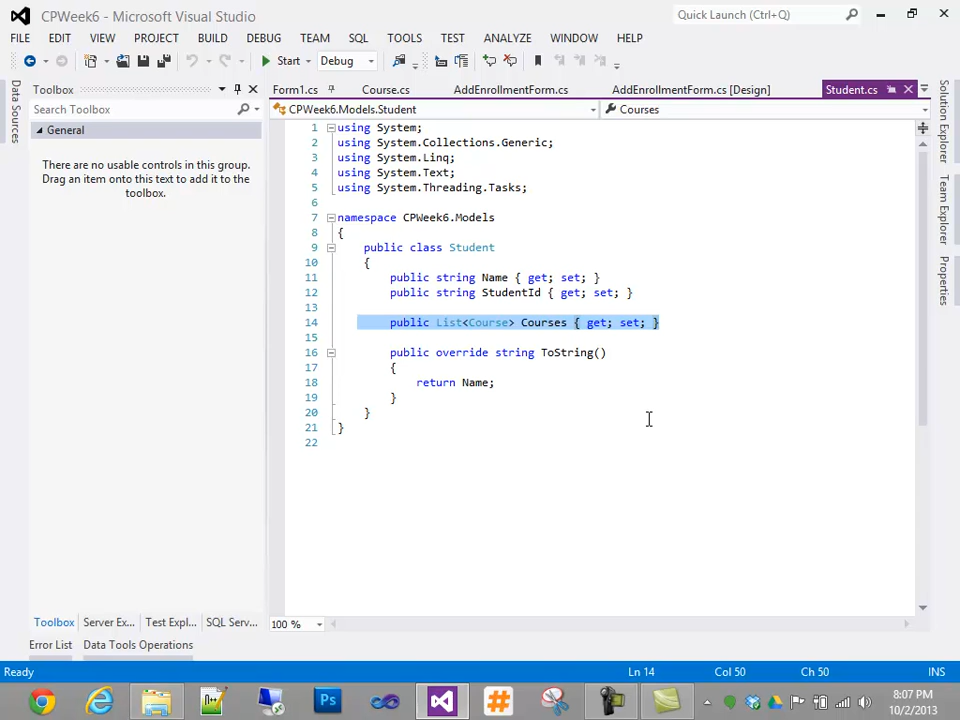 CPWeek6 - Microsoft Visual Studio
Quick Launch (Ctrl+Q)
FILE EDIT VIEW PROJECT BUILD DEBUG TEAM SQL TOOLS TEST ANALYZE WINDOW HELP
Start Debug
Data Sources
Toolbox
Search Toolbox
General
There are no usable controls in this group.
Drag an item onto this text to add it to the
toolbox.
Form1.cs Course.cs AddEnrollmentForm.cs AddEnrollmentForm.cs [Design] Student.cs
CPWeek6.Models.Student Courses
1 using System;
2 using System.Collections.Generic;
3 using System.Linq;
4 using System.Text;
5 using System.Threading.Tasks;
6
7 namespace CPWeek6.Models
8 {
9 public class Student
10 {
11 public string Name { get; set; }
12 public string StudentId { get; set; }
13
14 public List<Course> Courses { get; set; }
15
16 public override string ToString()
17 {
18 return Name;
19 }
20 }
21 }
22
Solution Explorer
Team Explorer
Properties
100 %
Toolbox Server Ex... Test Expl... SQL Serv...
Error List Data Tools Operations
Ready Ln 14 Col 50 Ch 50 INS
Ps
8:07 PM
10/2/2013